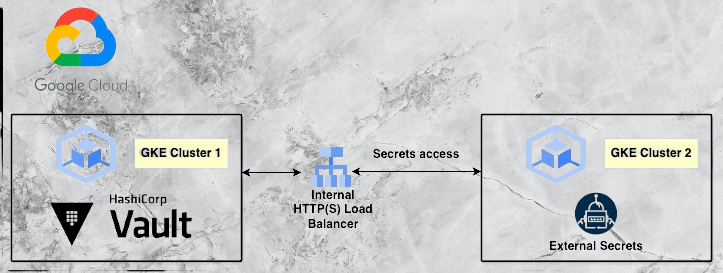 Google Cloud
GKE Cluster 1
HashiCorp
Vault
Internal
HTTP(S) Load
Balancer
Secrets access
GKE Cluster 2
External Secrets